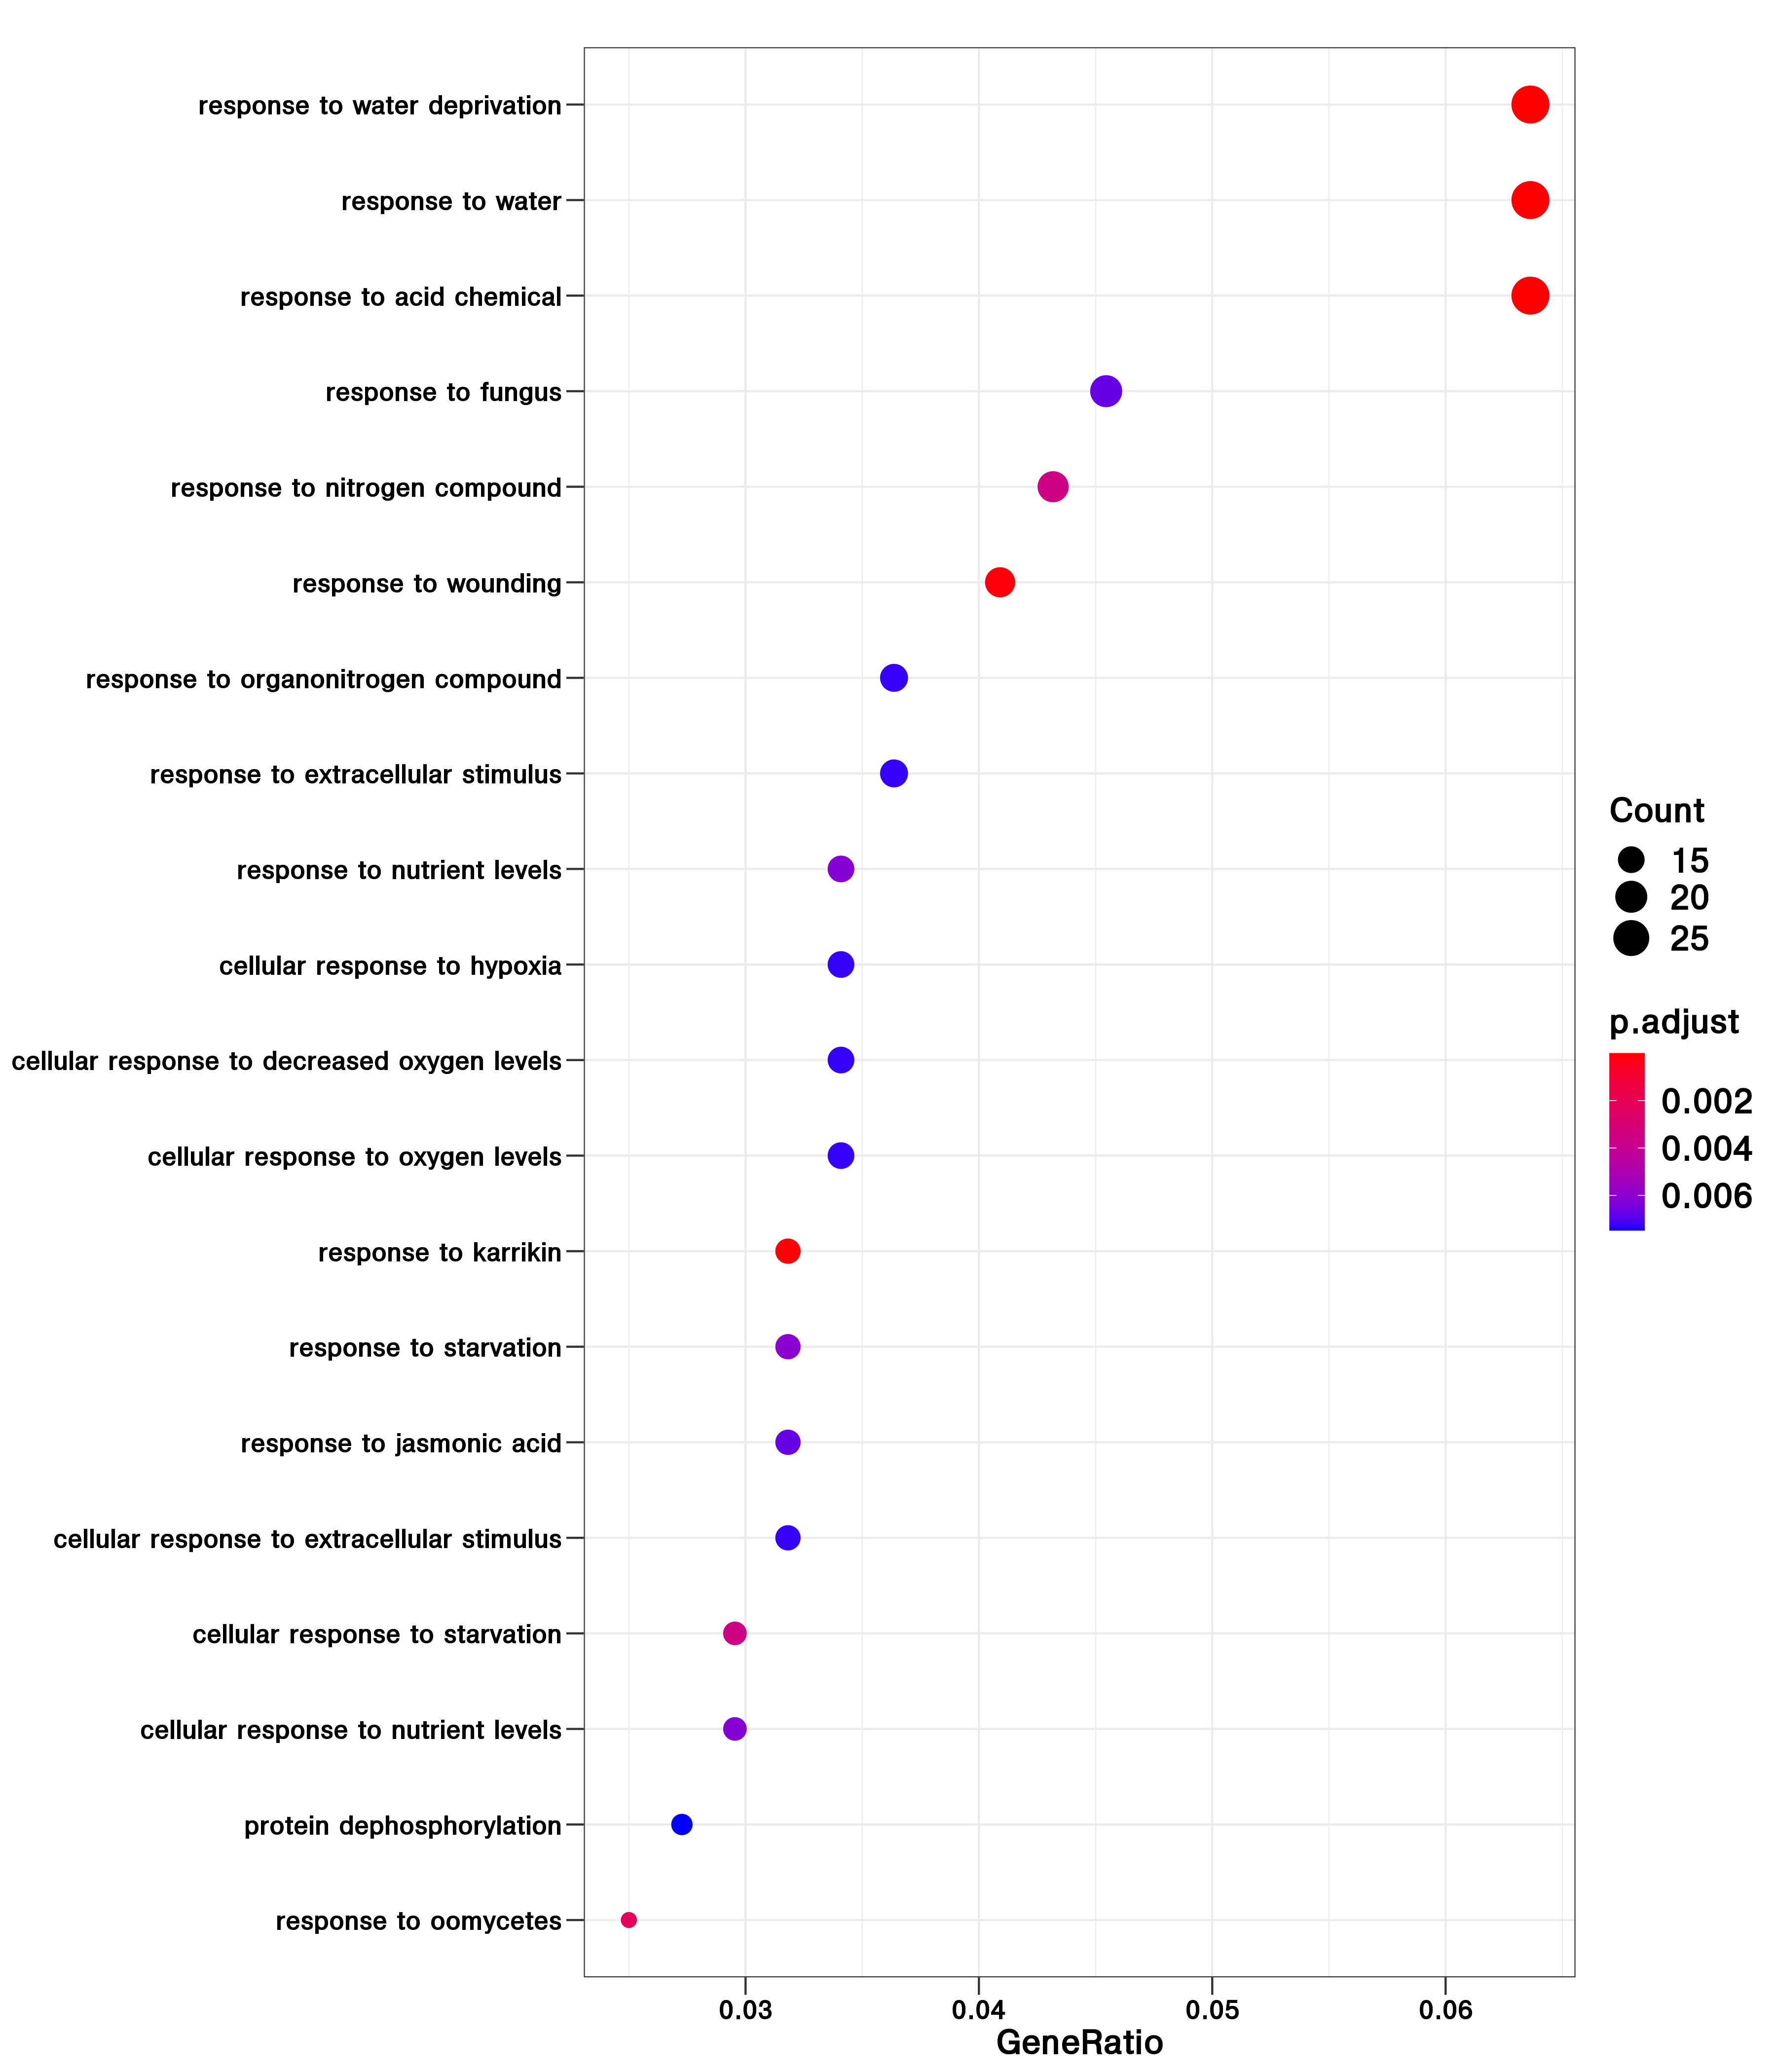 response to water deprivation
response to water
response to acid chemical
response to fungus
response to nitrogen compound
response to wounding
response to organonitrogen compound
response to extracellular stimulus
response to nutrient levels
cellular response to hypoxia
cellular response to decreased oxygen levels
cellular response to oxygen levels
response to karrikin
response to starvation
response to jasmonic acid
cellular response to extracellular stimulus
cellular response to starvation
cellular response to nutrient levels
protein dephosphorylation
response to oomycetes
0.03 0.04 0.05 0.06
GeneRatio
Count
15
20
25
p.adjust
0.002
0.004
0.006